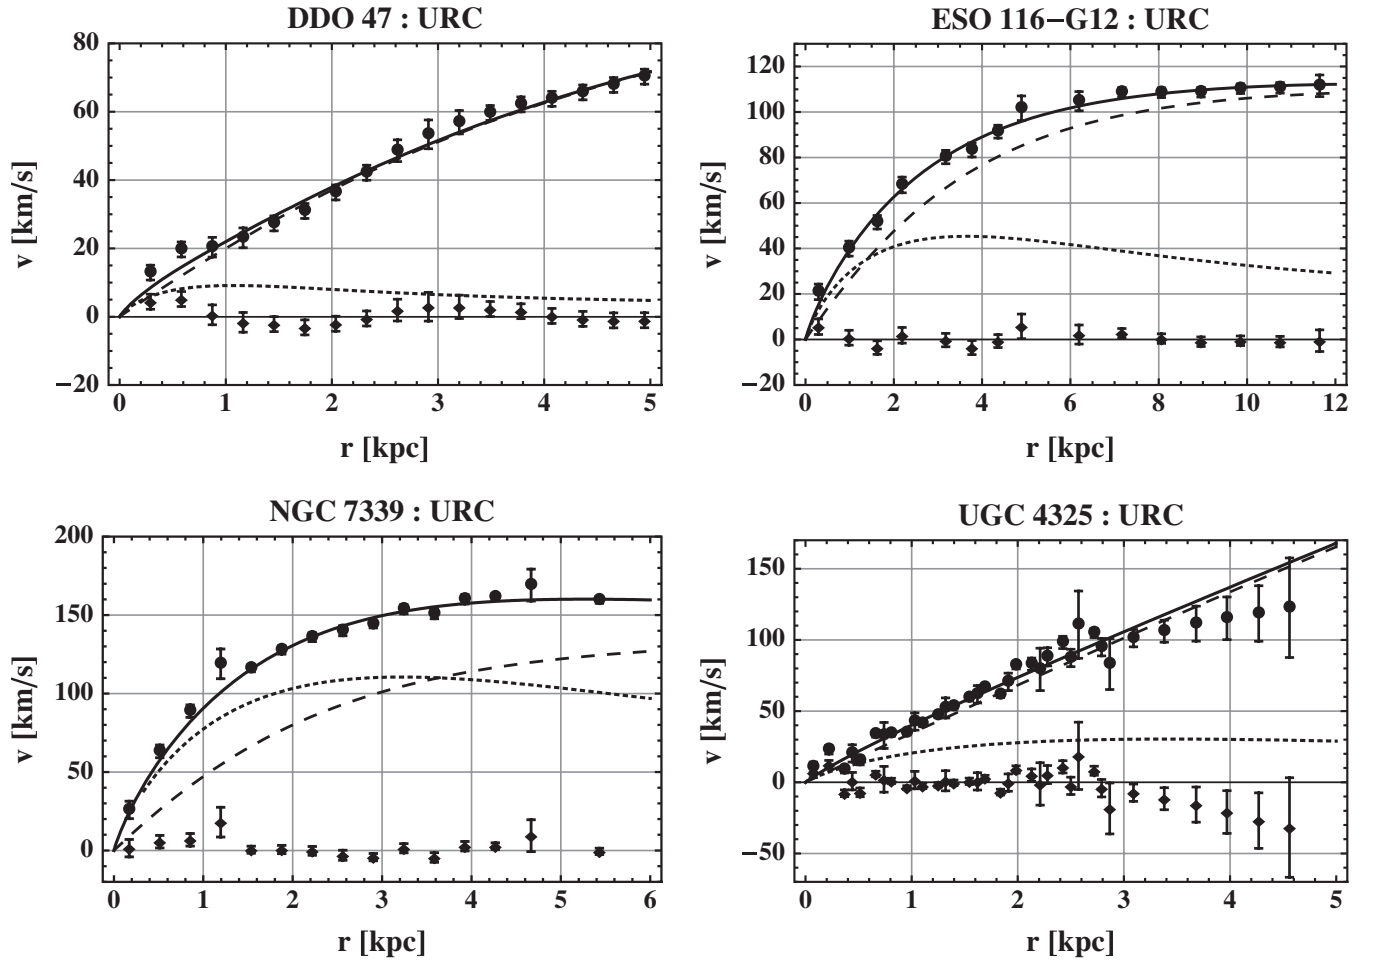 DDO 47 : URC
80
60
40
20
0
−20
0 1 2 3 4 5
v [km/s]
r [kpc]
ESO 116−G12 : URC
120
100
80
60
40
20
0
−20
0 2 4 6 8 10 12
v [km/s]
r [kpc]
NGC 7339 : URC
200
150
100
50
0
0 1 2 3 4 5 6
v [km/s]
r [kpc]
UGC 4325 : URC
150
100
50
0
−50
0 1 2 3 4 5
v [km/s]
r [kpc]